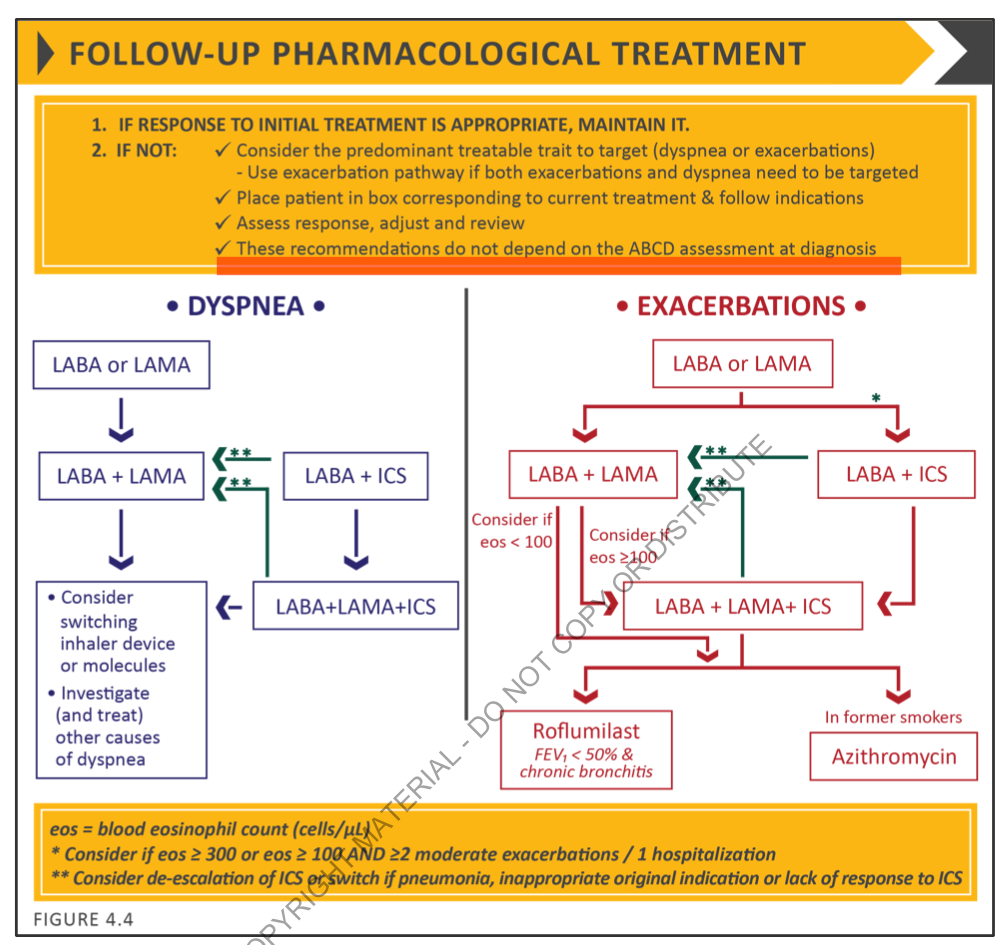 FOLLOW-UP PHARMACOLOGICAL TREATMENT
1. IF RESPONSE TO INITIAL TREATMENT IS APPROPRIATE, MAINTAIN IT.
2. IF NOT: ✓ Consider the predominant treatable trait to target (dyspnea or exacerbations)
- Use exacerbation pathway if both exacerbations and dyspnea need to be targeted
✓ Place patient in box corresponding to current treatment & follow indications
✓ Assess response, adjust and review
✓ These recommendations do not depend on the ABCD assessment at diagnosis
• DYSPNEA •
LABA or LAMA
LABA + LAMA
**
**
LABA + ICS
LABA+LAMA+ICS
• Consider
switching
inhaler device
or molecules
• Investigate
(and treat)
other causes
of dyspnea
• EXACERBATIONS •
LABA or LAMA
*
LABA + LAMA
**
**
LABA + ICS
Consider if
eos < 100
Consider if
eos ≥100
LABA + LAMA+ ICS
Roflumilast
FEV₁ < 50% &
chronic bronchitis
In former smokers
Azithromycin
eos = blood eosinophil count (cells/μL)
* Consider if eos ≥ 300 or eos ≥ 100 AND ≥2 moderate exacerbations / 1 hospitalization
** Consider de-escalation of ICS or switch if pneumonia, inappropriate original indication or lack of response to ICS
FIGURE 4.4
COPYRIGHT MATERIAL - DO NOT COPY OR DISTRIBUTE